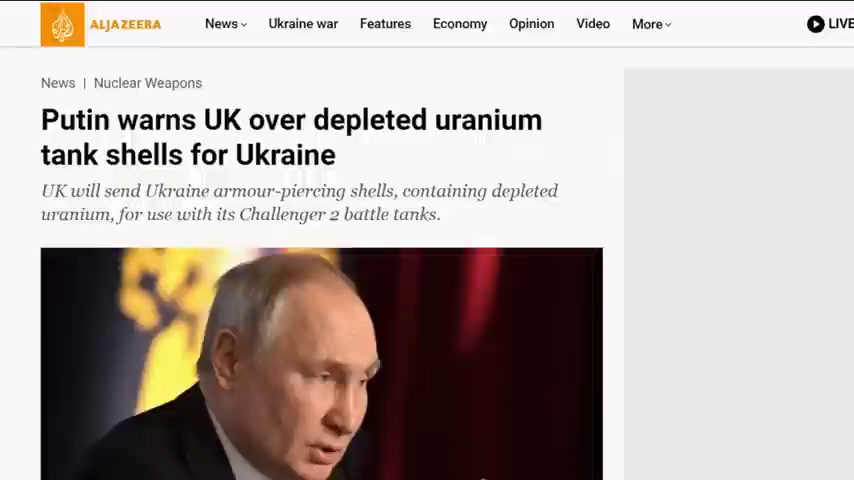 ALJAZEERA
News Ukraine war Features Economy Opinion Video More LIVE
News | Nuclear Weapons
Putin warns UK over depleted uranium
tank shells for Ukraine
UK will send Ukraine armour-piercing shells, containing depleted
uranium, for use with its Challenger 2 battle tanks.